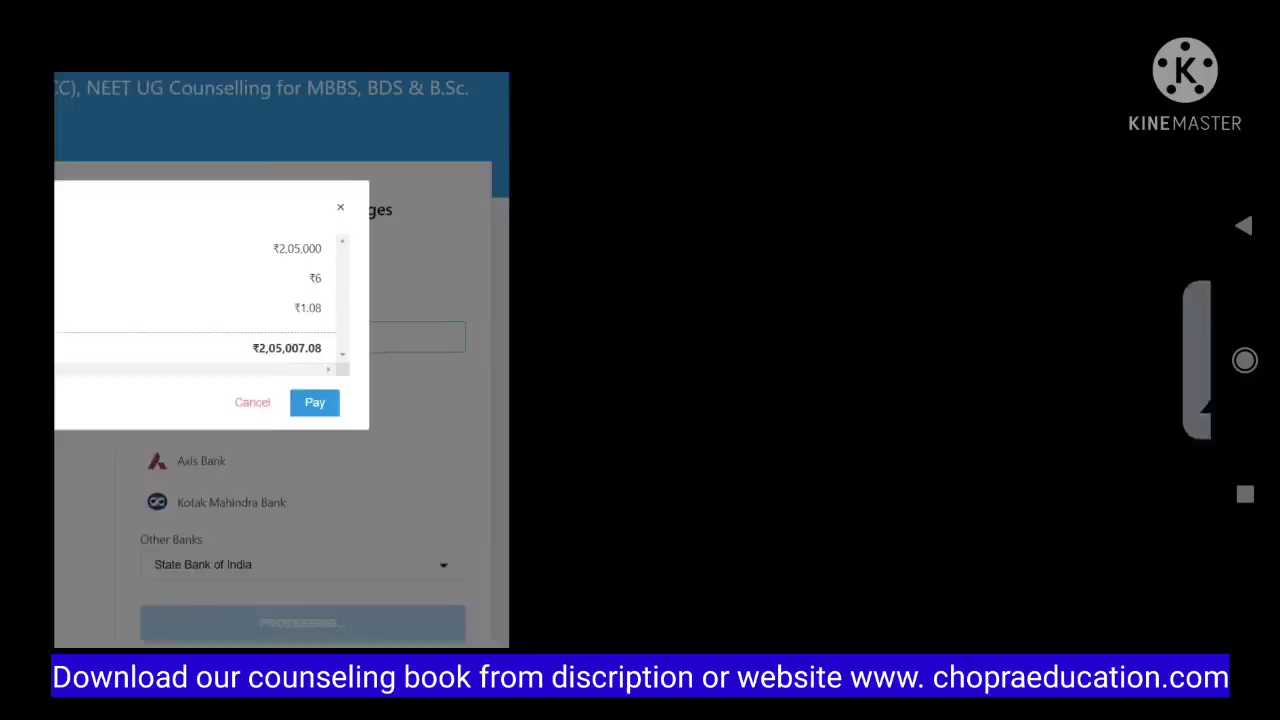 CC), NEET UG Counselling for MBBS, BDS & B.Sc.
KINEMASTER
ges
×
₹2,05,000
₹6
₹1.08
₹2,05,007.08
Cancel
Pay
Axis Bank
Kotak Mahindra Bank
Other Banks
State Bank of India
PROCESSING...
Download our counseling book from discription or website www. chopraeducation.com